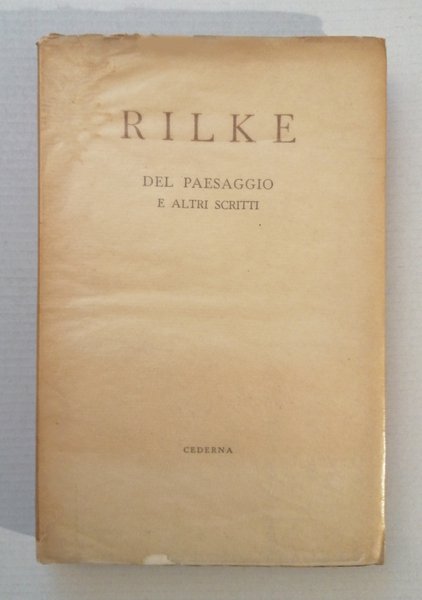 RILKE
DEL PAESAGGIO
E ALTRI SCRITTI
CEDERNA